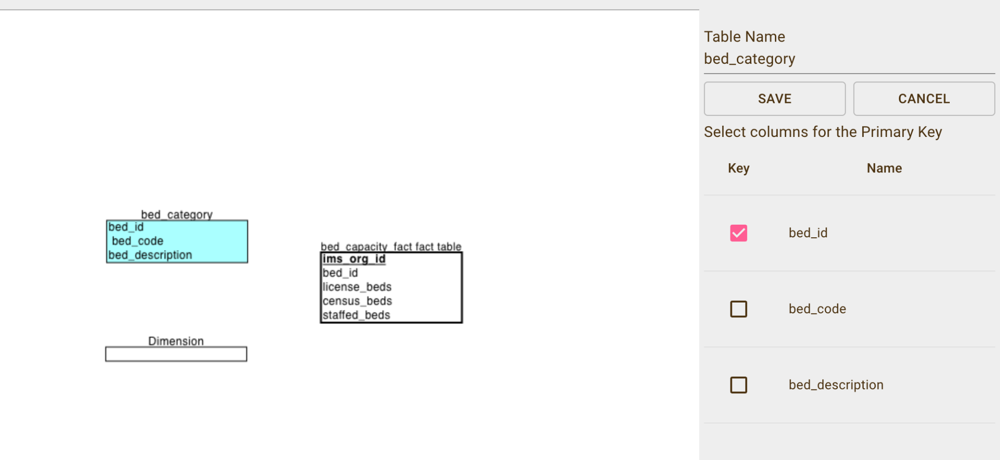 bed_category
bed_id
bed_code
bed_description
bed_capacity_fact fact table
ims_org_id
bed_id
license_beds
census_beds
staffed_beds
Dimension
Table Name
bed_category
SAVE CANCEL
Select columns for the Primary Key
Key Name
bed_id
bed_code
bed_description